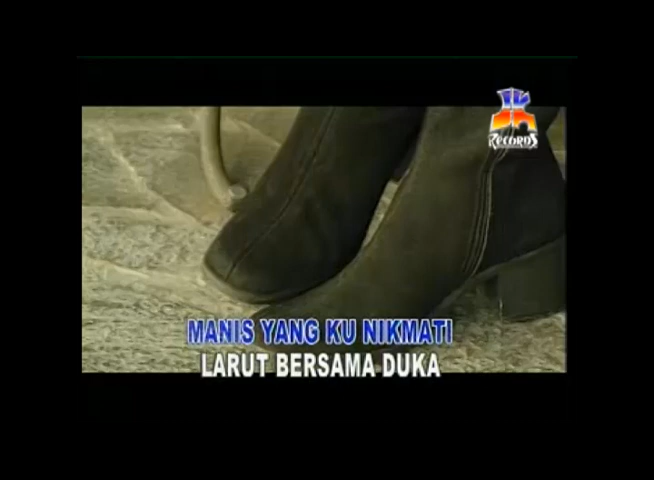 RECORDS
MANIS YANG KU NIKMATI
LARUT BERSAMA DUKA